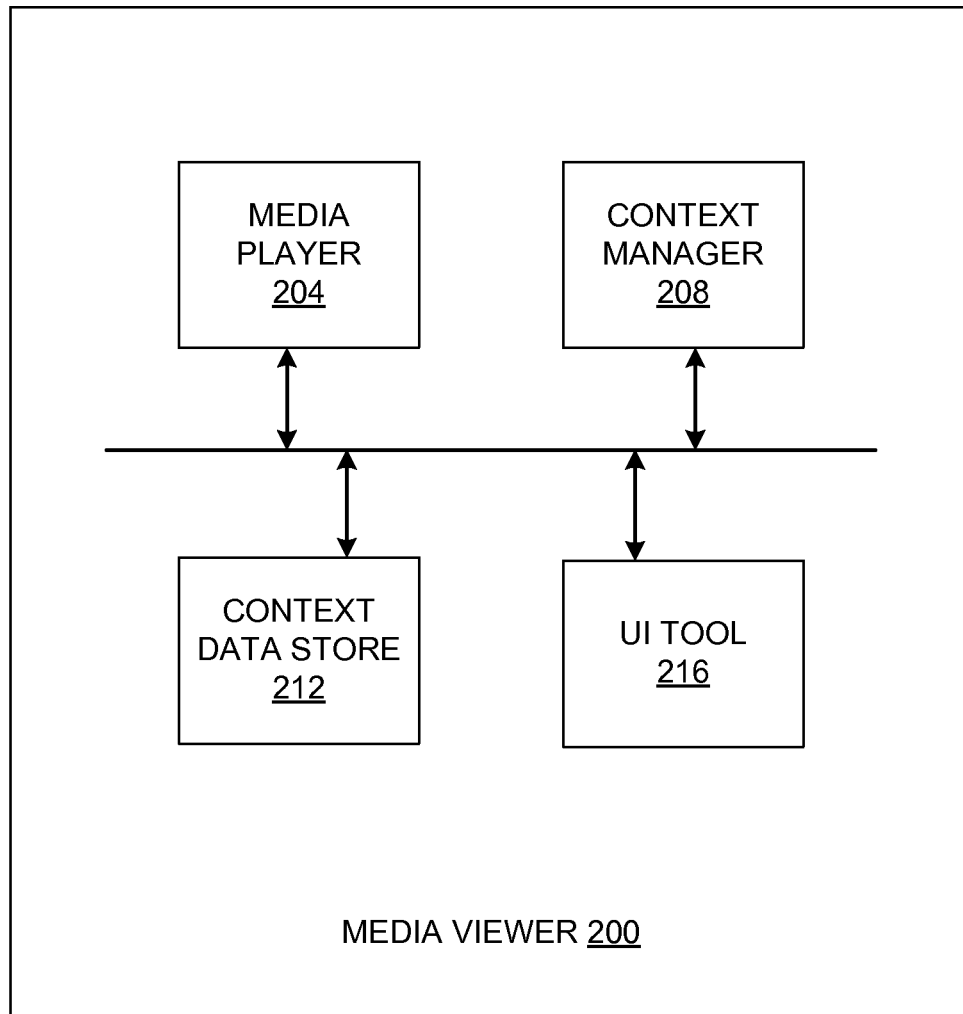 MEDIA
PLAYER
204
CONTEXT
MANAGER
208
CONTEXT
DATA STORE
212
UI TOOL
216
MEDIA VIEWER 200